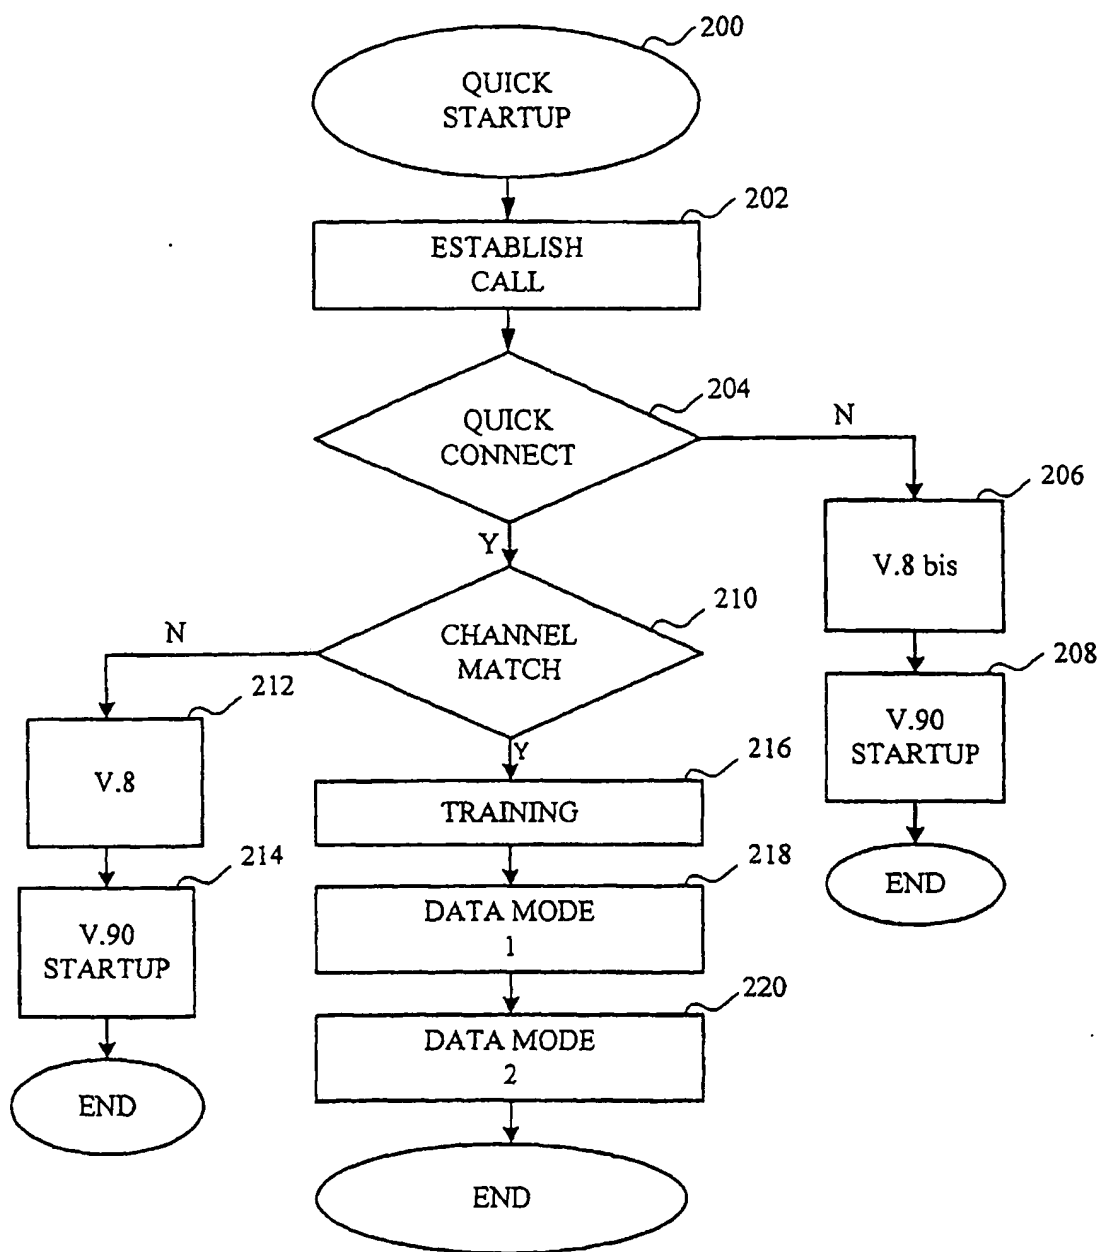 200
QUICK
STARTUP
202
ESTABLISH
CALL
204
QUICK
CONNECT
N
206
V.8 bis
Y
210
CHANNEL
MATCH
N
208
V.90
STARTUP
212
V.8
Y
216
TRAINING
END
214
V.90
STARTUP
218
DATA MODE
1
220
DATA MODE
2
END
END